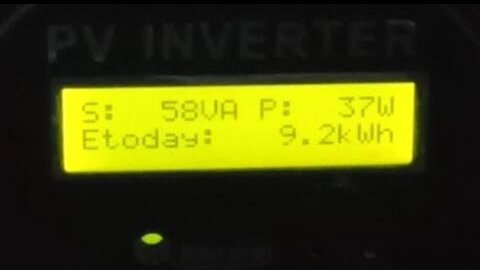 PV INVERTER
S: 58VA P: 37W
Etoday: 9.2kWh